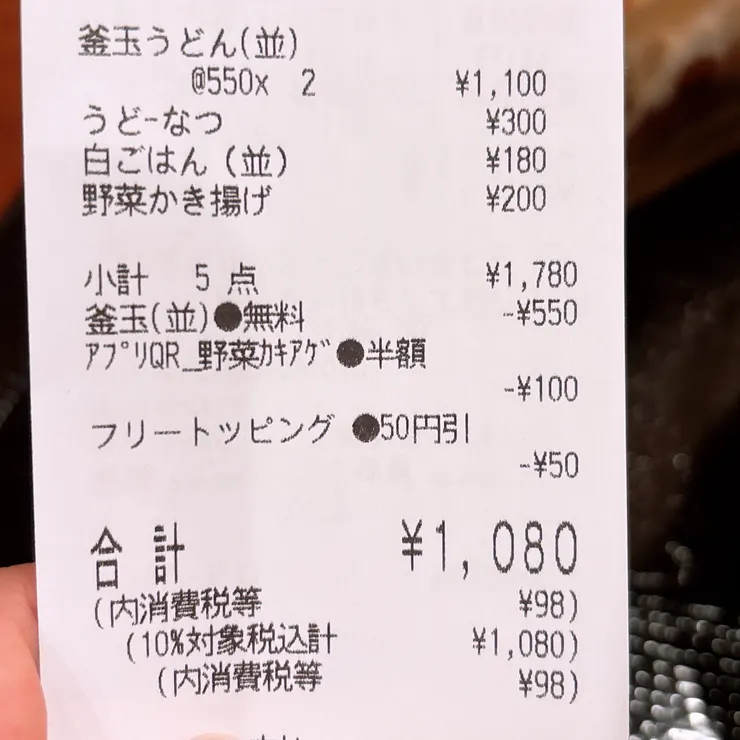 釜玉うどん(並)
@550x 2 ¥1,100
うどーなつ ¥300
白ごはん (並) ¥180
野菜かき揚げ ¥200
小計 5 点 ¥1,780
釜玉(並)●無料 -¥550
ｱﾌﾟﾘQR_野菜ｶｷｱｹﾞ●半額
-¥100
フリートッピング ●50円引
-¥50
合計 ¥1,080
(内消費税等 ¥98)
(10%対象税込計 ¥1,080)
(内消費税等 ¥98)